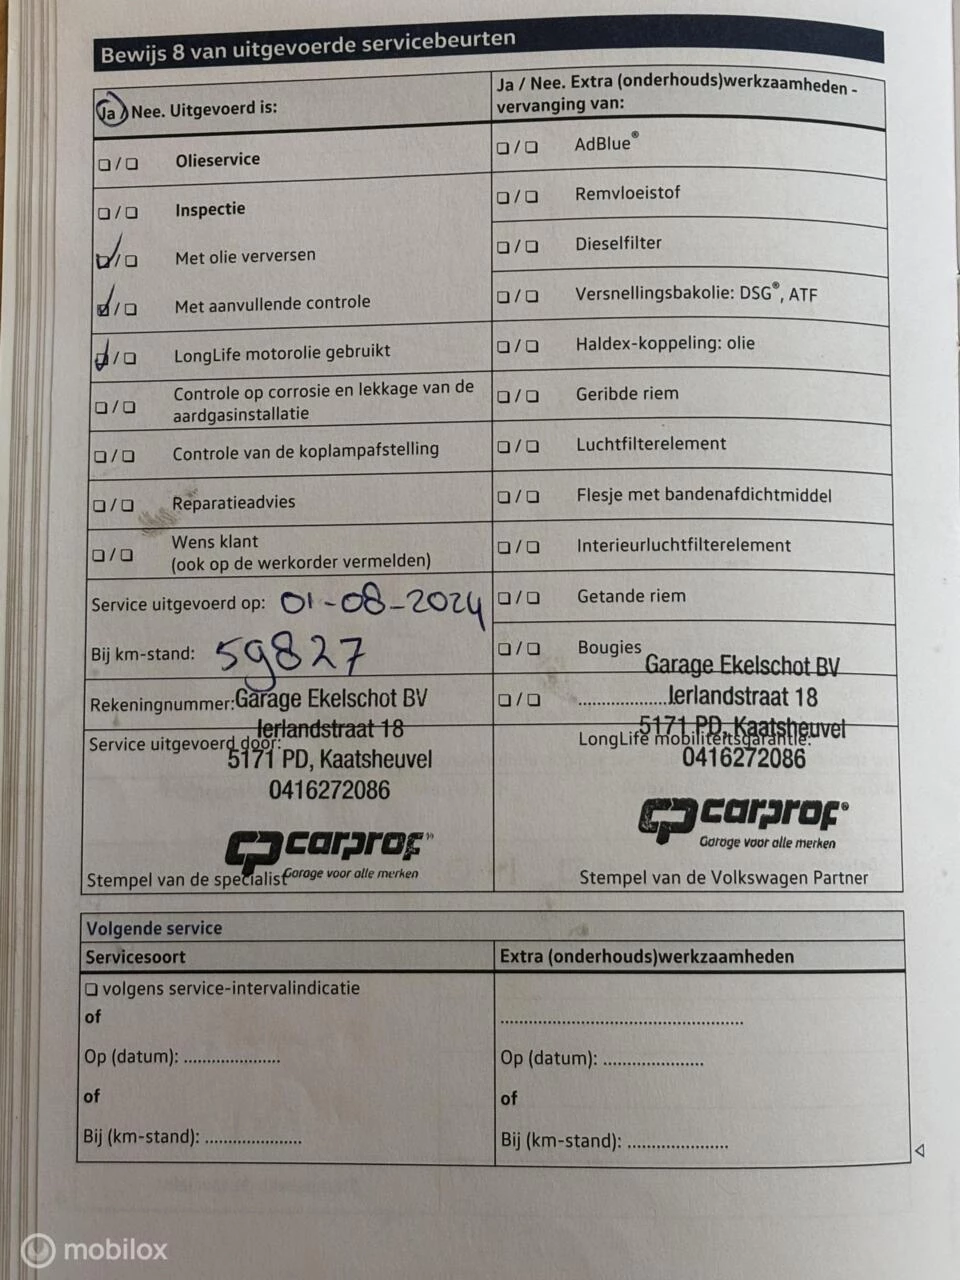 Bewijs 8 van uitgevoerde servicebeurten
Ja / Nee. Uitgevoerd is:
❏ / ❏ Olieservice
❏ / ❏ Inspectie
❏ / ❏ Met olie verversen
❏ / ❏ Met aanvullende controle
❏ / ❏ LongLife motorolie gebruikt
❏ / ❏ Controle op corrosie en lekkage van de
aardgasinstallatie
❏ / ❏ Controle van de koplampafstelling
❏ / ❏ Reparatieadvies
❏ / ❏ Wens klant
(ook op de werkorder vermelden)
Service uitgevoerd op: 01-08-2024
Bij km-stand: 59827
Rekeningnummer:
Service uitgevoerd door:
Garage Ekelschot BV
Ierlandstraat 18
5171 PD, Kaatsheuvel
0416272086
cp carprof
Garage voor alle merken
Stempel van de specialist
Ja / Nee. Extra (onderhouds)werkzaamheden -
vervanging van:
❏ / ❏ AdBlue®
❏ / ❏ Remvloeistof
❏ / ❏ Dieselfilter
❏ / ❏ Versnellingsbakolie: DSG®, ATF
❏ / ❏ Haldex-koppeling: olie
❏ / ❏ Geribde riem
❏ / ❏ Luchtfilterelement
❏ / ❏ Flesje met bandenafdichtmiddel
❏ / ❏ Interieurluchtfilterelement
❏ / ❏ Getande riem
❏ / ❏ Bougies
❏ / ❏ ....................
LongLife mobiliteitsgarantie:
Garage Ekelschot BV
Ierlandstraat 18
5171 PD, Kaatsheuvel
0416272086
cp carprof®
Garage voor alle merken
Stempel van de Volkswagen Partner
Volgende service
Servicesoort
❏ volgens service-intervalindicatie
of
Op (datum): .....................
of
Bij (km-stand): .....................
Extra (onderhouds)werkzaamheden
.....................................................
Op (datum): ......................
of
Bij (km-stand): ......................
mobilox